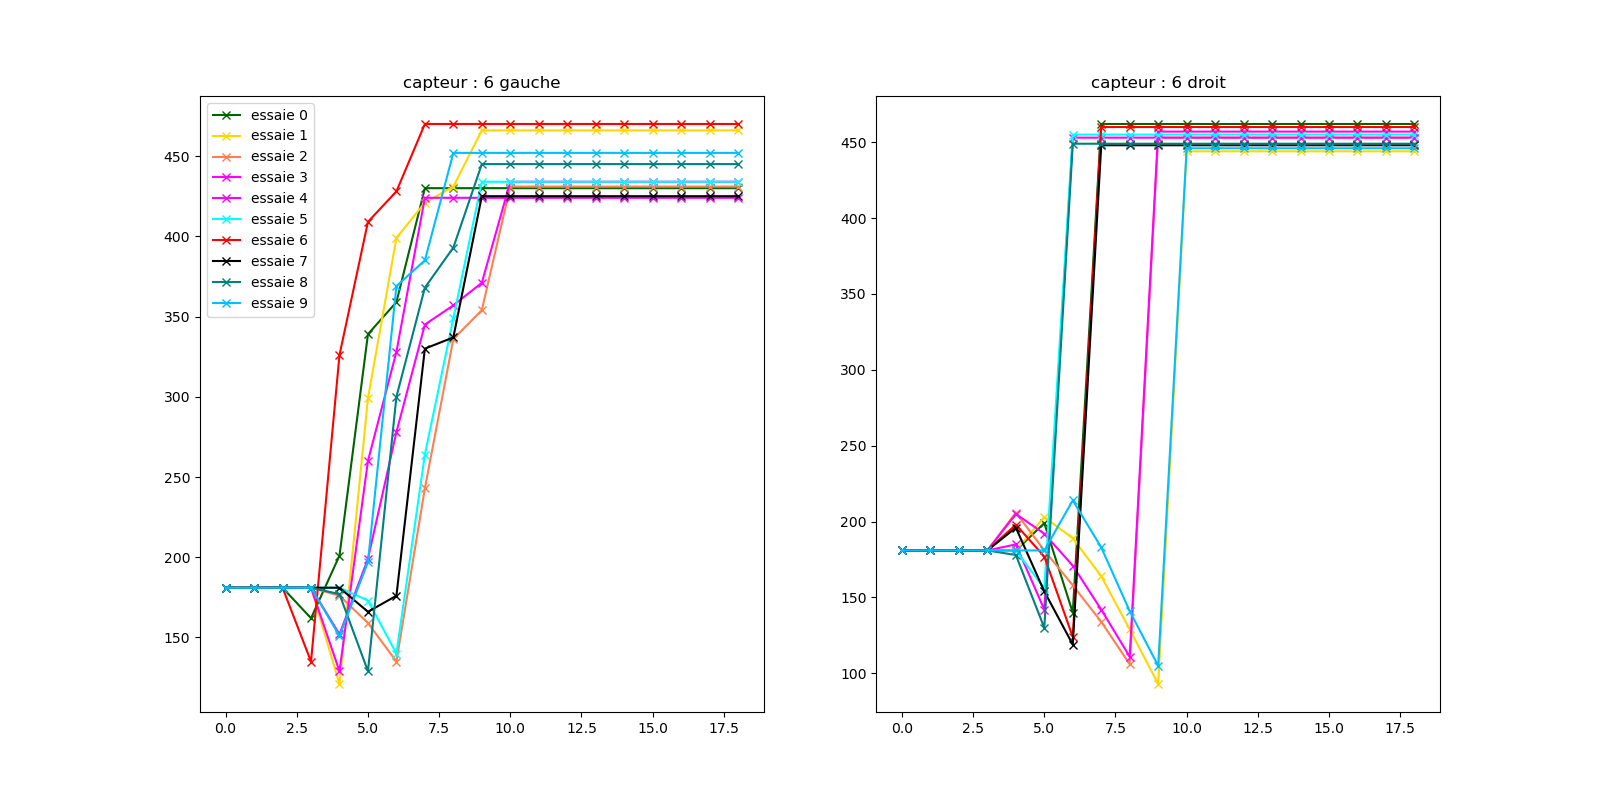 capteur : 6 gauche
essaie 0
essaie 1
essaie 2
essaie 3
essaie 4
essaie 5
essaie 6
essaie 7
essaie 8
essaie 9
450
400
350
300
250
200
150
0.0 2.5 5.0 7.5 10.0 12.5 15.0 17.5
capteur : 6 droit
450
400
350
300
250
200
150
100
0.0 2.5 5.0 7.5 10.0 12.5 15.0 17.5